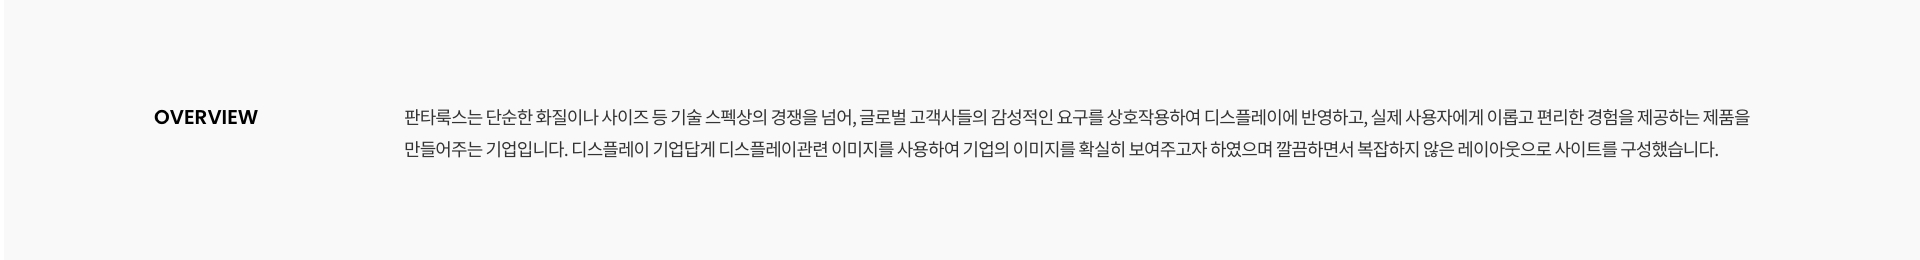 OVERVIEW
판타룩스는 단순한 화질이나 사이즈 등 기술 스펙상의 경쟁을 넘어, 글로벌 고객사들의 감성적인 요구를 상호작용하여 디스플레이에 반영하고, 실제 사용자에게 이롭고 편리한 경험을 제공하는 제품을
만들어주는 기업입니다. 디스플레이 기업답게 디스플레이관련 이미지를 사용하여 기업의 이미지를 확실히 보여주고자 하였으며 깔끔하면서 복잡하지 않은 레이아웃으로 사이트를 구성했습니다.